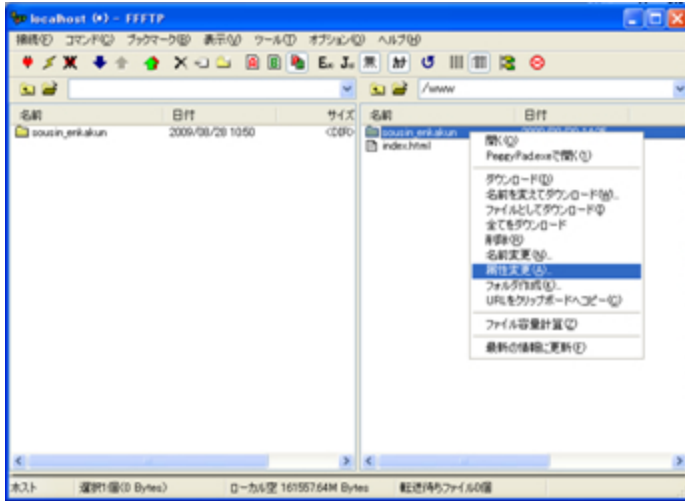 localhost (*) - FFFTP
接続(F) コマンド(C) ブックマーク(B) 表示(V) ツール(T) オプション(O) ヘルプ(H)
/www
名前 日付 サイズ 名前 日付
sousin_enkakun 2009/08/28 10:50 <DIR> sousin_enkakun
index.html
開く(O)
PeggyPad.exeで開く(1)
ダウンロード(D)
名前を変えてダウンロード(W)..
ファイルとしてダウンロード(I)
全てをダウンロード
削除(R)
名前変更(N)..
属性変更(A)..
フォルダ作成(K)..
URLをクリップボードへコピー(C)
ファイル容量計算(Z)
最新の情報に更新(F)
ホスト 選択1個(0 Bytes) ローカル空 161557.64M Bytes 転送待ちファイル0個